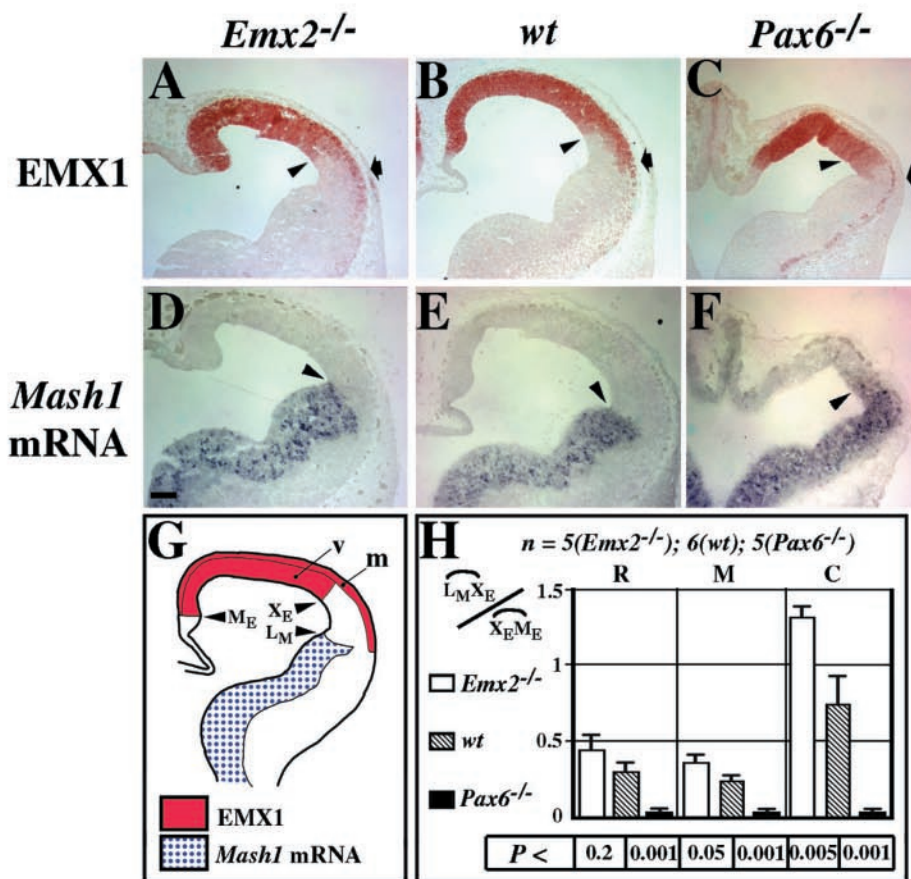 Emx2-/- wt Pax6-/-
A B C
EMX1
D E F
Mash1
mRNA
G
v
m
ME
XE
LM
EMX1
Mash1 mRNA
H
n = 5(Emx2-/-); 6(wt); 5(Pax6-/-)
R M C
LMXE
XEME
Emx2-/-
wt
Pax6-/-
1.5
1
0.5
0
P < 0.2 0.001 0.05 0.001 0.005 0.001